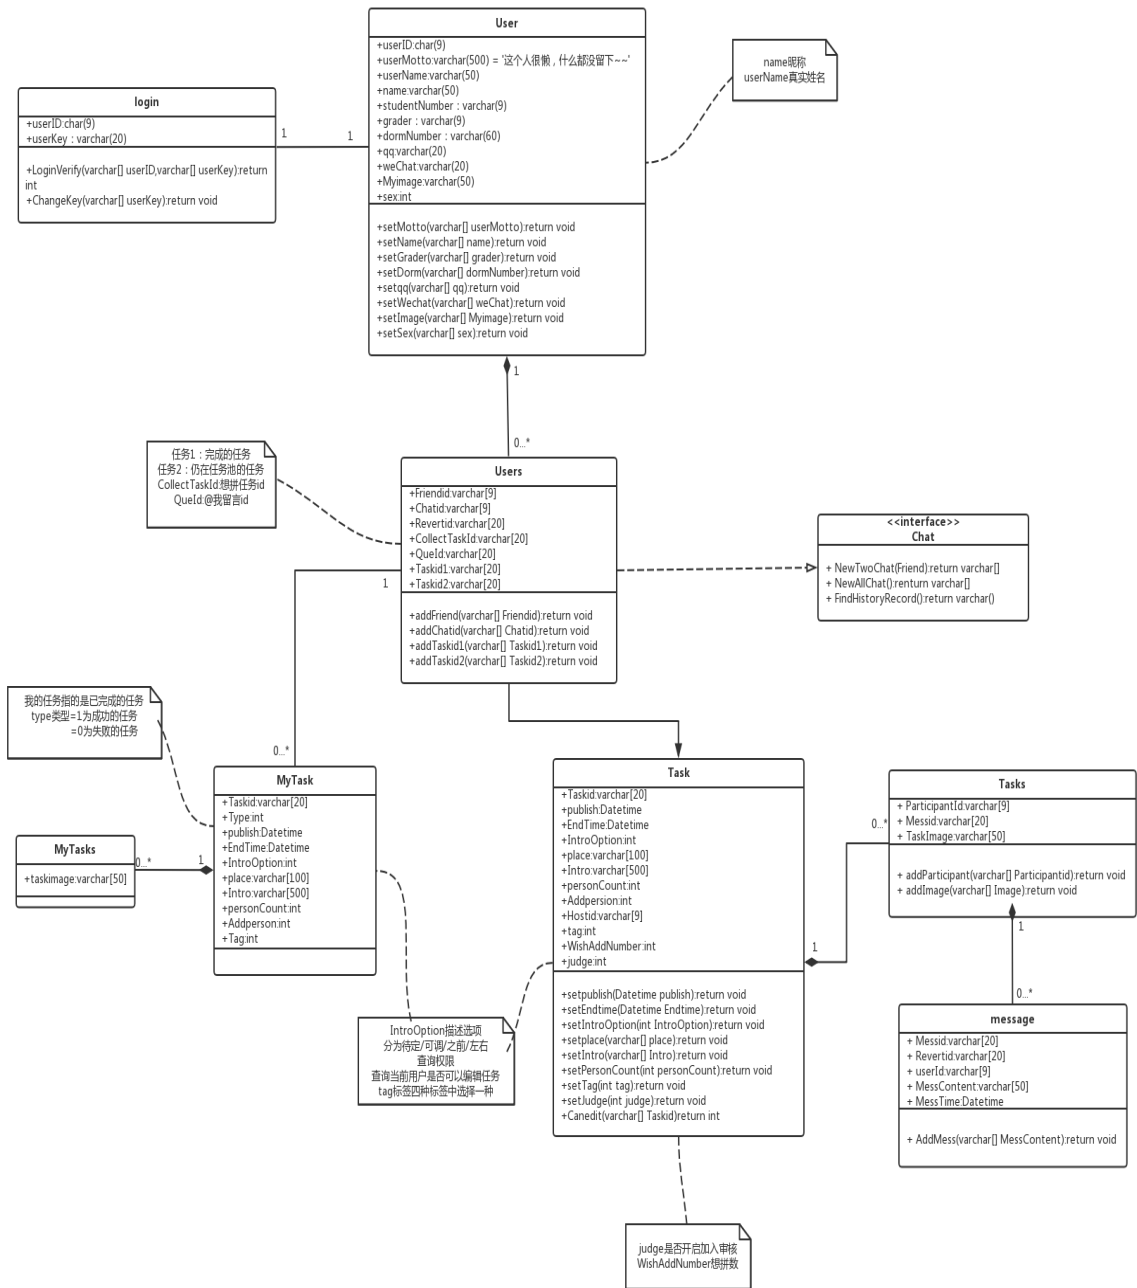 User
+userID:char(9)
+userMotto:varchar(500) = '这个人很懒，什么都没留下~~'
+userName:varchar(50)
+name:varchar(50)
+studentNumber : varchar(9)
+grader : varchar(9)
+dormNumber : varchar(60)
+qq:varchar(20)
+weChat:varchar(20)
+Myimage:varchar(50)
+sex:int
+setMotto(varchar[] userMotto):return void
+setName(varchar[] name):return void
+setGrader(varchar[] grader):return void
+setDorm(varchar[] dormNumber):return void
+setqq(varchar[] qq):return void
+setWechat(varchar[] weChat):return void
+setImage(varchar[] Myimage):return void
+setSex(varchar[] sex):return void
name昵称
userName真实姓名
login
+userID:char(9)
+userKey : varchar(20)
+LoginVerify(varchar[] userID,varchar[] userKey):return
int
+ChangeKey(varchar[] userKey):return void
1
1
1
0...*
任务1：完成的任务
任务2：仍在任务池的任务
CollectTaskId:想拼任务id
QueId:@我留言id
Users
+Friendid:varchar[9]
+Chatid:varchar[9]
+Revertid:varchar[20]
+CollectTaskId:varchar[20]
+QueId:varchar[20]
+Taskid1:varchar[20]
+Taskid2:varchar[20]
+addFriend(varchar[] Friendid):return void
+addChatid(varchar[] Chatid):return void
+addTaskid1(varchar[] Taskid1):return void
+addTaskid2(varchar[] Taskid2):return void
<<interface>>
Chat
+ NewTwoChat(Friend):return varchar[]
+ NewAllChat():renturn varchar[]
+ FindHistoryRecord():return varchar()
1
0...*
我的任务指的是已完成的任务
type类型=1为成功的任务
=0为失败的任务
MyTask
+Taskid:varchar[20]
+Type:int
+publish:Datetime
+EndTime:Datetime
+IntroOption:int
+place:varchar[100]
+Intro:varchar[500]
+personCount:int
+Addperson:int
+Tag:int
MyTasks
+taskimage:varchar[50]
0...*
1
Task
+Taskid:varchar[20]
+publish:Datetime
+EndTime:Datetime
+IntroOption:int
+place:varchar[100]
+Intro:varchar[500]
+personCount:int
+Addpersion:int
+Hostid:varchar[9]
+tag:int
+WishAddNumber:int
+judge:int
+setpublish(Datetime publish):return void
+setEndtime(Datetime Endtime):return void
+setIntroOption(int IntroOption):return void
+setplace(varchar[] place):return void
+setIntro(varchar[] Intro):return void
+setPersonCount(int personCount):return void
+setTag(int tag):return void
+setJudge(int judge):return void
+Canedit(varchar[] Taskid)return int
0...*
1
Tasks
+ ParticipantId:varchar[9]
+ Messid:varchar[20]
+ TaskImage:varchar[50]
+ addParticipant(varchar[] Participantid):return void
+ addImage(varchar[] Image):return void
1
0...*
message
+ Messid:varchar[20]
+ Revertid:varchar[20]
+ userId:varchar[9]
+ MessContent:varchar[50]
+ MessTime:Datetime
+ AddMess(varchar[] MessContent):return void
IntroOption描述选项
分为待定/可调/之前/左右
查询权限
查询当前用户是否可以编辑任务
tag标签四种标签中选择一种
judge是否开启加入审核
WishAddNumber想拼数